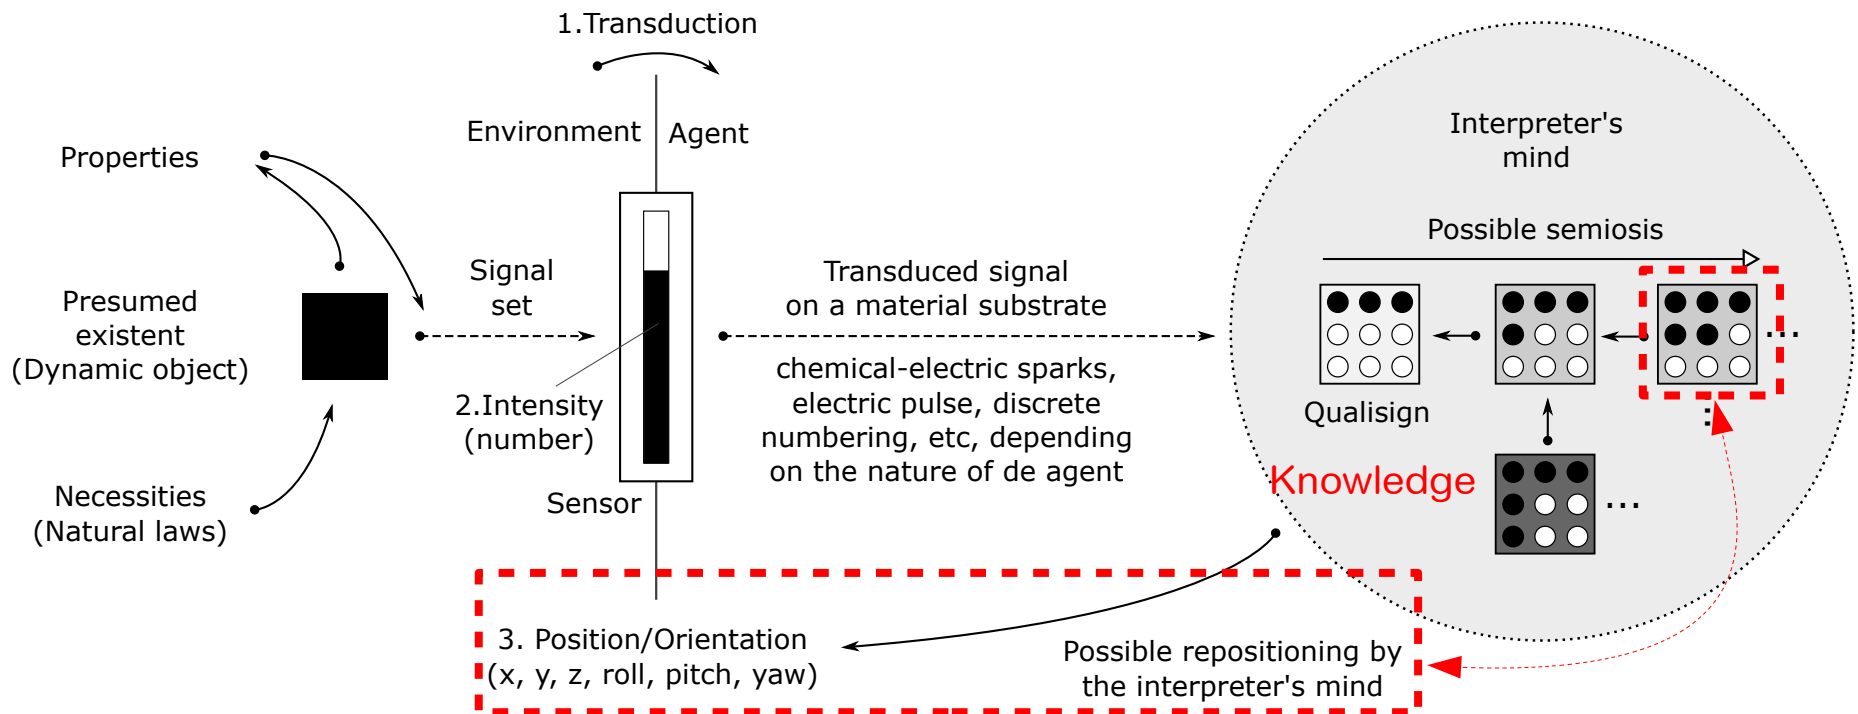 1.Transduction
Environment
Agent
Properties
Presumed
existent
(Dynamic object)
Necessities
(Natural laws)
Signal
set
2.Intensity
(number)
Sensor
Transduced signal
on a material substrate
chemical-electric sparks,
electric pulse, discrete
numbering, etc, depending
on the nature of de agent
Interpreter's
mind
Possible semiosis
...
Qualisign
...
Knowledge
...
3. Position/Orientation
(x, y, z, roll, pitch, yaw)
Possible repositioning by
the interpreter's mind